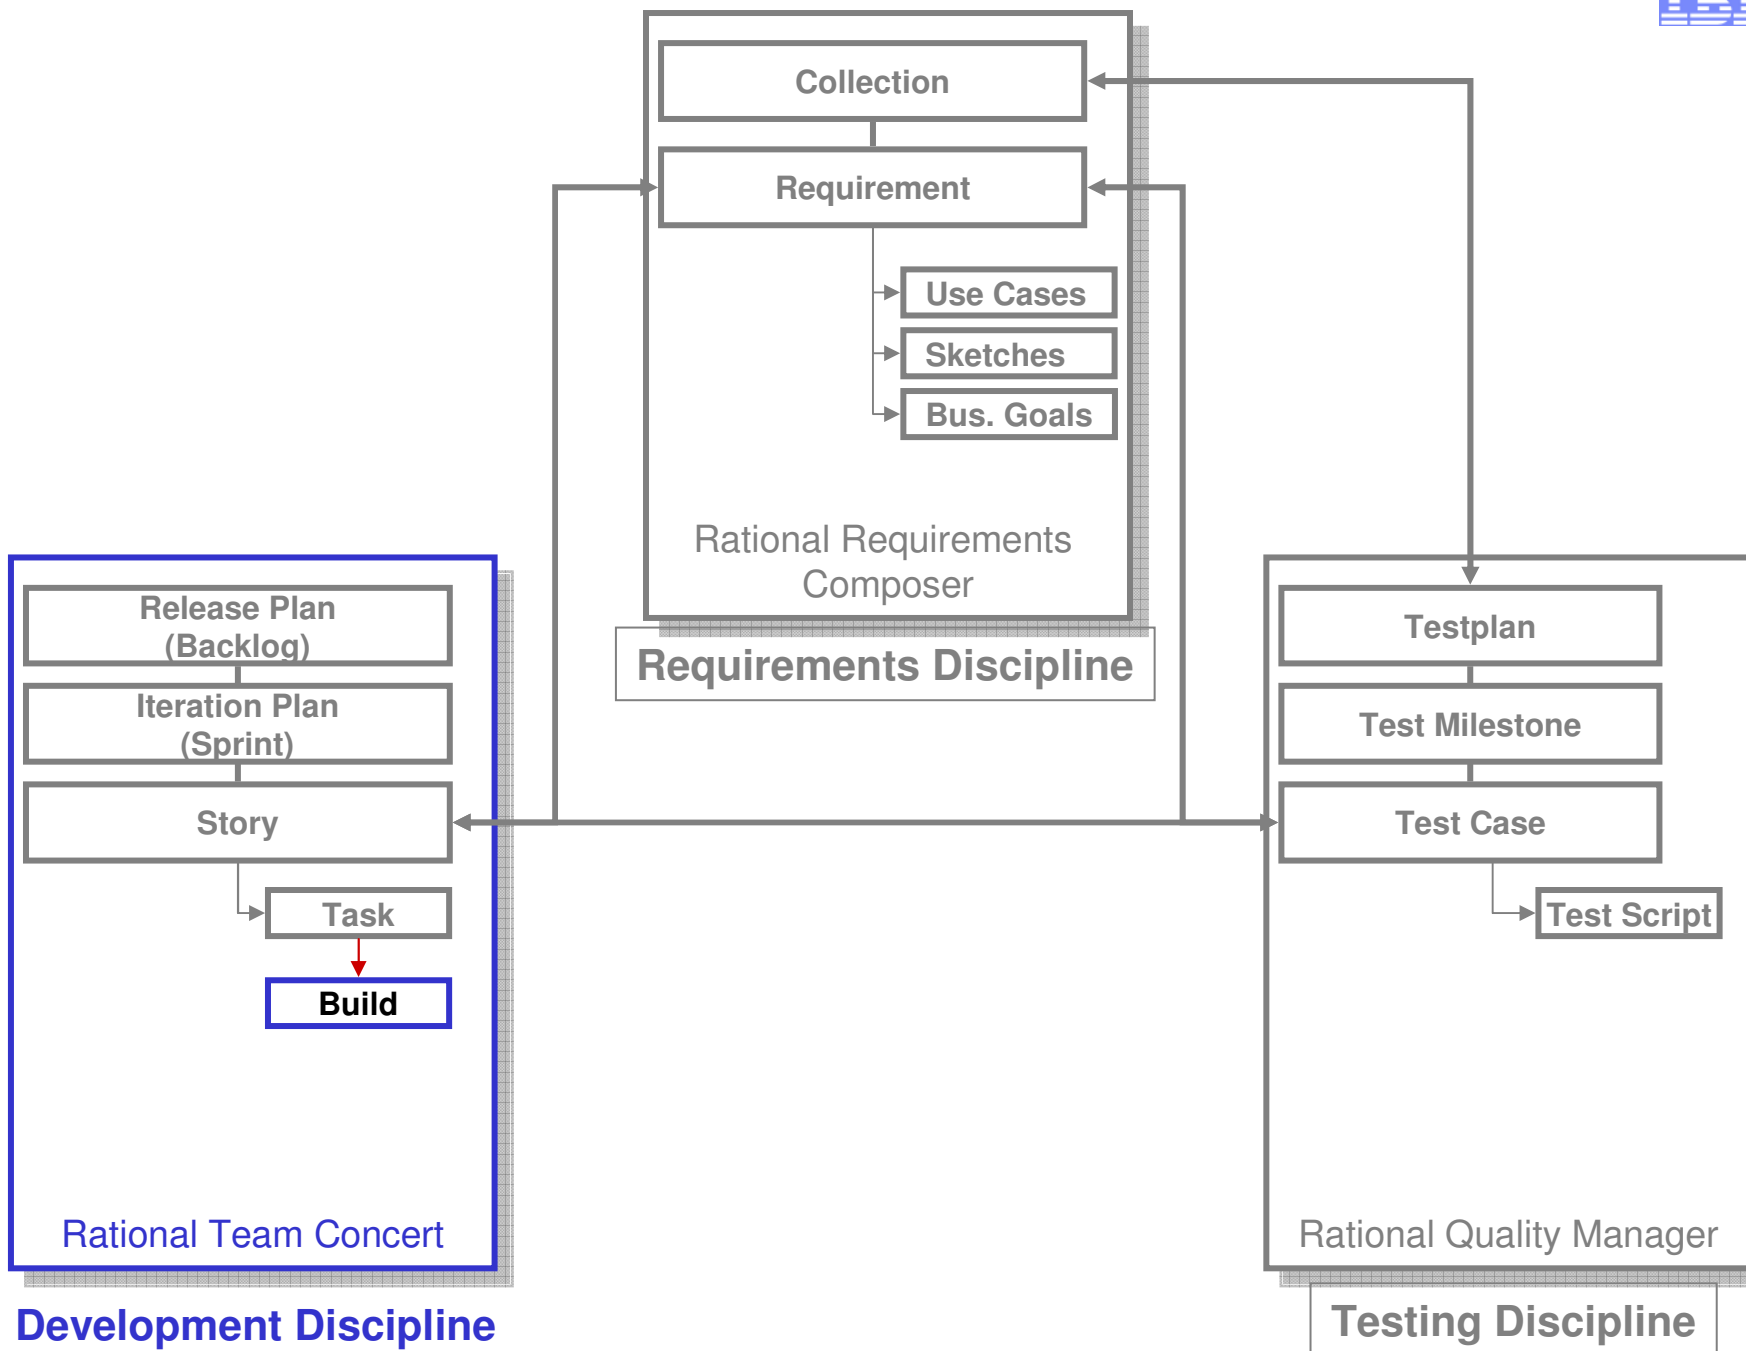 Collection
Requirement
Use Cases
Sketches
Bus. Goals
Rational Requirements
Composer
Requirements Discipline
Release Plan
(Backlog)
Iteration Plan
(Sprint)
Story
Task
Build
Rational Team Concert
Development Discipline
Testplan
Test Milestone
Test Case
Test Script
Rational Quality Manager
Testing Discipline